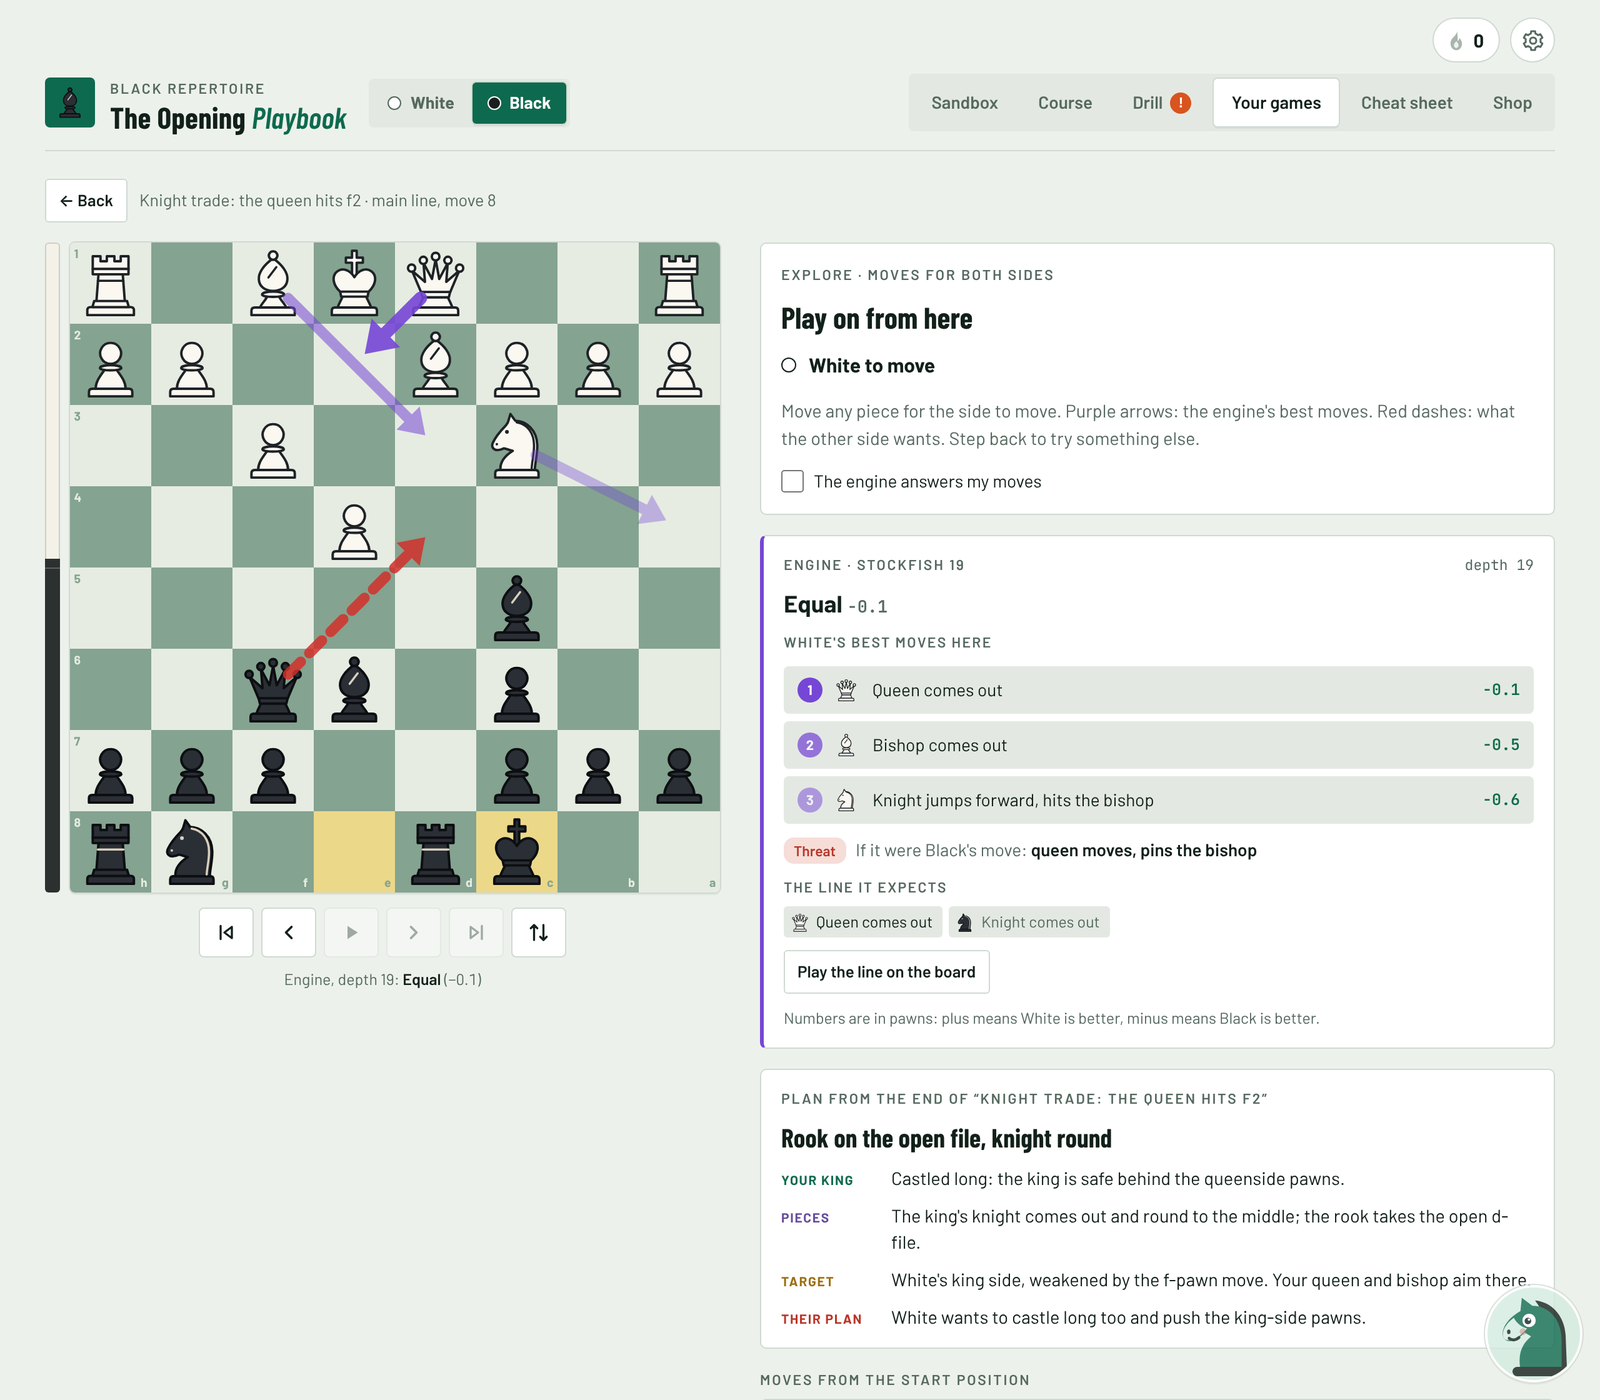 0
BLACK REPERTOIRE
The Opening Playbook
White
Black
Sandbox
Course
Drill !
Your games
Cheat sheet
Shop
← Back
Knight trade: the queen hits f2 · main line, move 8
1
2
3
4
5
6
7
8
h
g
f
e
d
c
b
a
Engine, depth 19: Equal (−0.1)
EXPLORE · MOVES FOR BOTH SIDES
Play on from here
White to move
Move any piece for the side to move. Purple arrows: the engine's best moves. Red dashes: what
the other side wants. Step back to try something else.
The engine answers my moves
ENGINE · STOCKFISH 19
depth 19
Equal -0.1
WHITE'S BEST MOVES HERE
1 Queen comes out -0.1
2 Bishop comes out -0.5
3 Knight jumps forward, hits the bishop -0.6
Threat If it were Black's move: queen moves, pins the bishop
THE LINE IT EXPECTS
Queen comes out
Knight comes out
Play the line on the board
Numbers are in pawns: plus means White is better, minus means Black is better.
PLAN FROM THE END OF “KNIGHT TRADE: THE QUEEN HITS F2”
Rook on the open file, knight round
YOUR KING Castled long: the king is safe behind the queenside pawns.
PIECES The king's knight comes out and round to the middle; the rook takes the open d-
file.
TARGET White's king side, weakened by the f-pawn move. Your queen and bishop aim there.
THEIR PLAN White wants to castle long too and push the king-side pawns.
MOVES FROM THE START POSITION